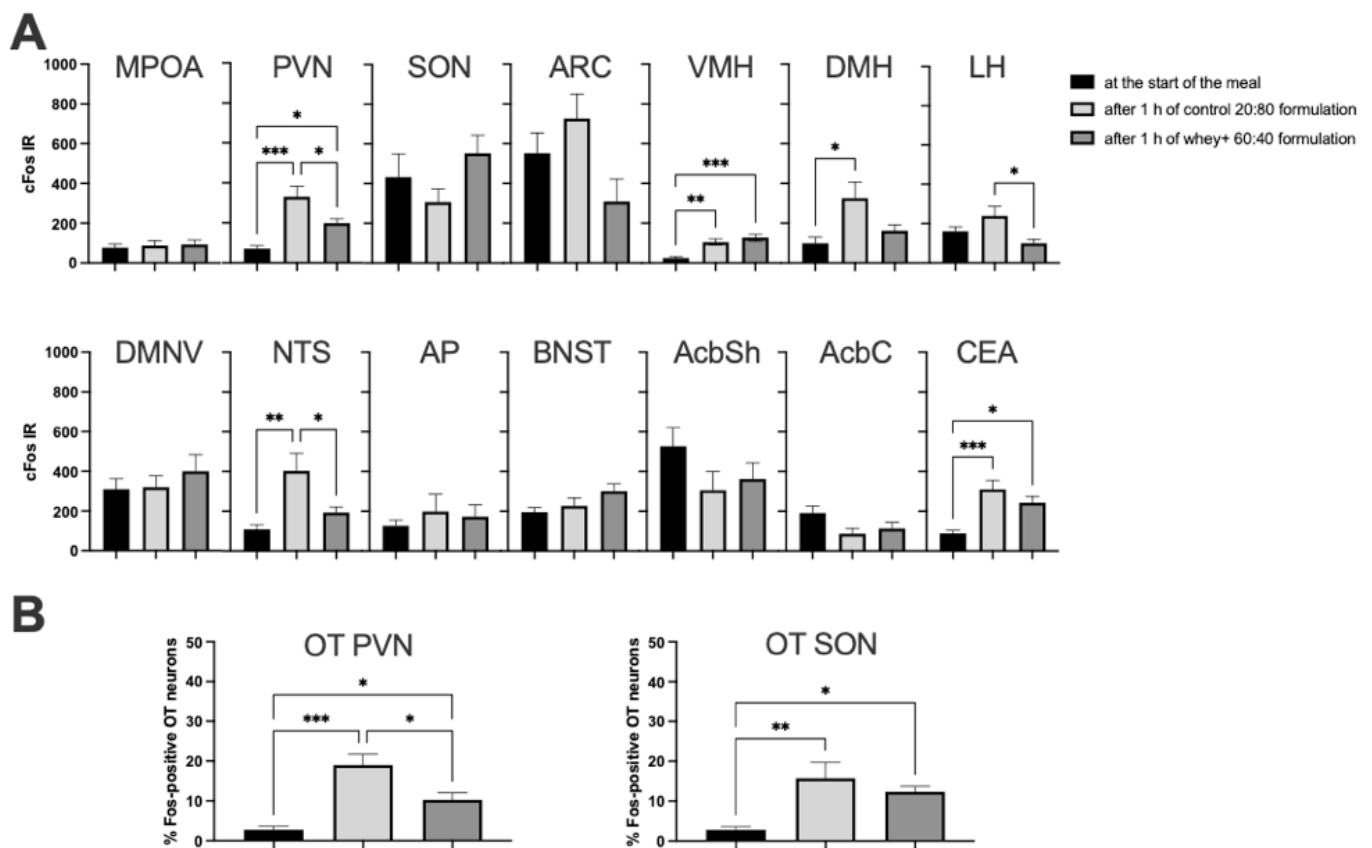 A
MPOA PVN SON ARC VMH DMH LH
cFos IR
1000
800
600
400
200
0
* *** * *** ** * *
at the start of the meal
after 1 h of control 20:80 formulation
after 1 h of whey+ 60:40 formulation
DMNV NTS AP BNST AcbSh AcbC CEA
cFos IR
1000
800
600
400
200
0
** * * ***
B
OT PVN
% Fos-positive OT neurons
50
40
30
20
10
0
*
*** *
OT SON
% Fos-positive OT neurons
50
40
30
20
10
0
*
**